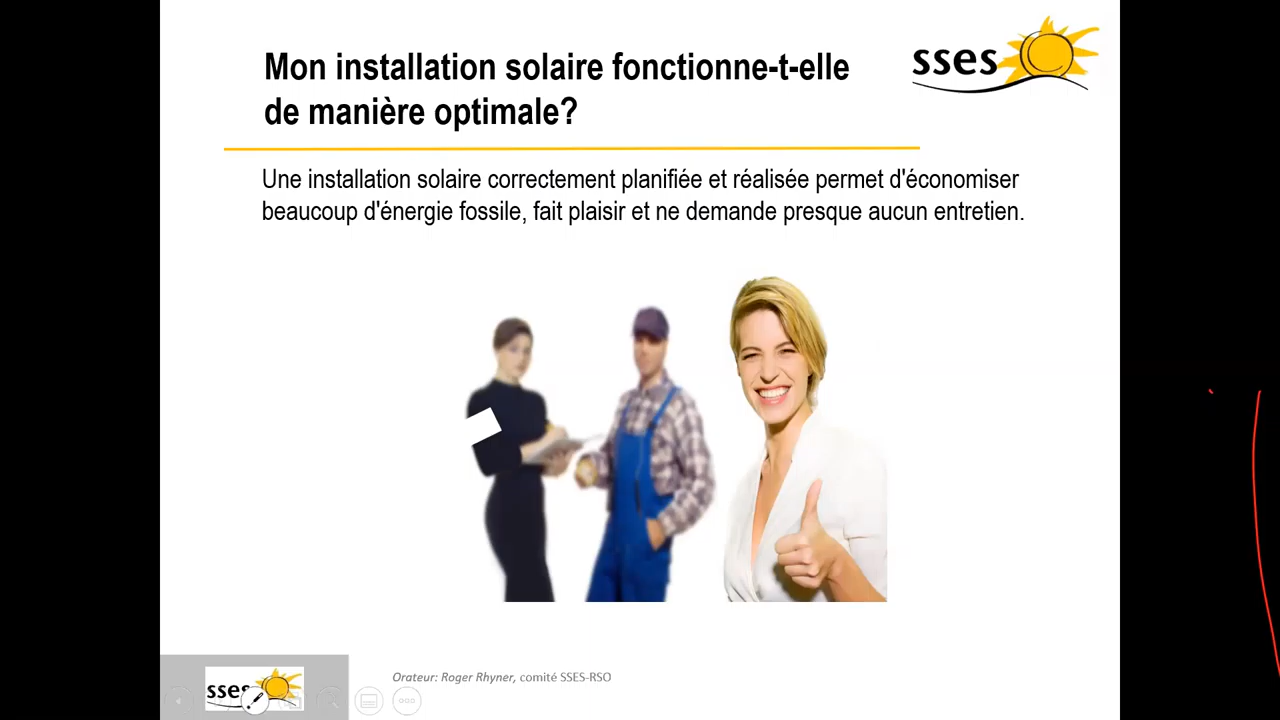 Mon installation solaire fonctionne-t-elle
de manière optimale?
sses
Une installation solaire correctement planifiée et réalisée permet d'économiser
beaucoup d'énergie fossile, fait plaisir et ne demande presque aucun entretien.
sses
Orateur: Roger Rhyner, comité SSES-RSO